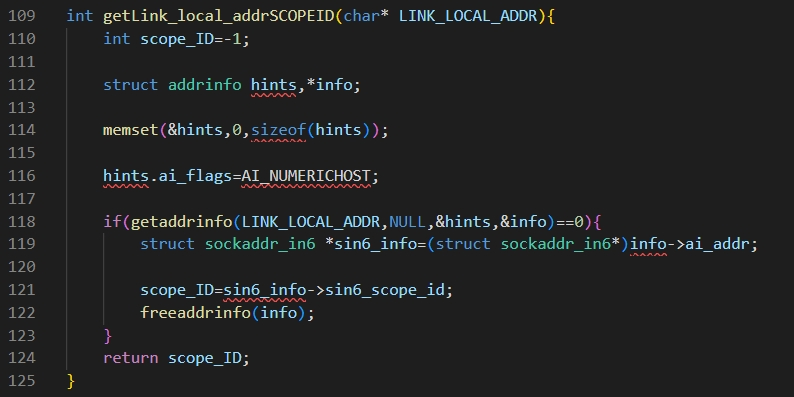 109 int getLink_local_addrSCOPEID(char* LINK_LOCAL_ADDR){
110     int scope_ID=-1;
111
112     struct addrinfo hints,*info;
113
114     memset(&hints,0,sizeof(hints));
115
116     hints.ai_flags=AI_NUMERICHOST;
117
118     if(getaddrinfo(LINK_LOCAL_ADDR,NULL,&hints,&info)==0){
119         struct sockaddr_in6 *sin6_info=(struct sockaddr_in6*)info->ai_addr;
120
121         scope_ID=sin6_info->sin6_scope_id;
122         freeaddrinfo(info);
123     }
124     return scope_ID;
125 }